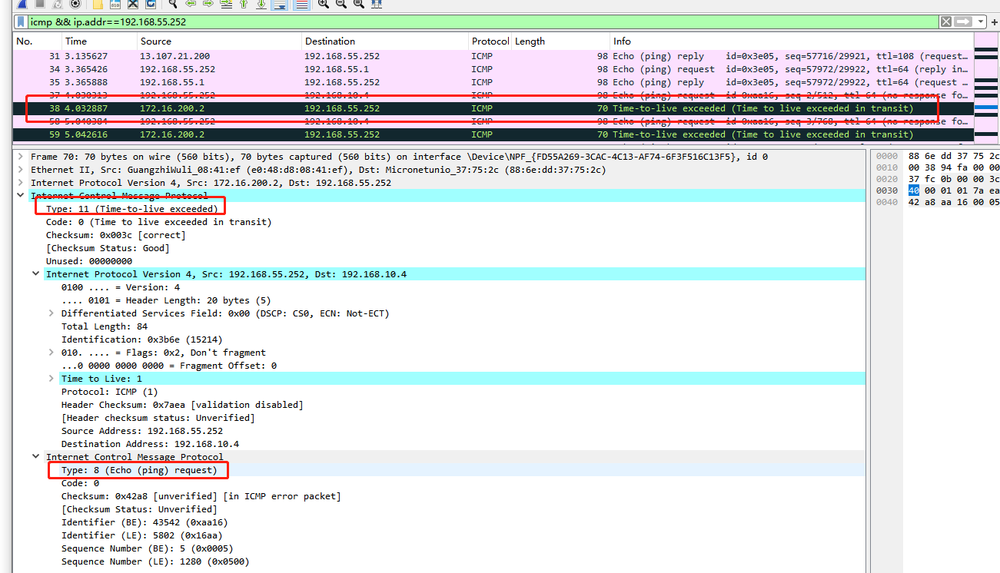 icmp && ip.addr==192.168.55.252
No. Time Source Destination Protocol Length Info
31 3.135627 13.107.21.200 192.168.55.252 ICMP 98 Echo (ping) reply id=0x3e05, seq=57716/29921, ttl=108 (request…
34 3.365426 192.168.55.252 192.168.55.1 ICMP 98 Echo (ping) request id=0x3e05, seq=57972/29922, ttl=64 (reply in…
35 3.365888 192.168.55.1 192.168.55.252 ICMP 98 Echo (ping) reply id=0x3e05, seq=57972/29922, ttl=64 (request …
37 4.030313 192.168.55.252 192.168.10.4 ICMP 98 Echo (ping) request id=0xaa16, seq=2/512, ttl=64 (no response fo…
38 4.032887 172.16.200.2 192.168.55.252 ICMP 70 Time-to-live exceeded (Time to live exceeded in transit)
58 5.040384 192.168.55.252 192.168.10.4 ICMP 98 Echo (ping) request id=0xaa16, seq=3/768, ttl=64 (no response fo…
59 5.042616 172.16.200.2 192.168.55.252 ICMP 70 Time-to-live exceeded (Time to live exceeded in transit)
Frame 70: 70 bytes on wire (560 bits), 70 bytes captured (560 bits) on interface \Device\NPF_{FD55A269-3CAC-4C13-AF74-6F3F516C13F5}, id 0
Ethernet II, Src: GuangzhiWuli_08:41:ef (e0:48:d8:08:41:ef), Dst: Micronetunio_37:75:2c (88:6e:dd:37:75:2c)
Internet Protocol Version 4, Src: 172.16.200.2, Dst: 192.168.55.252
Internet Control Message Protocol
Type: 11 (Time-to-live exceeded)
Code: 0 (Time to live exceeded in transit)
Checksum: 0x003c [correct]
[Checksum Status: Good]
Unused: 00000000
Internet Protocol Version 4, Src: 192.168.55.252, Dst: 192.168.10.4
0100 .... = Version: 4
.... 0101 = Header Length: 20 bytes (5)
Differentiated Services Field: 0x00 (DSCP: CS0, ECN: Not-ECT)
Total Length: 84
Identification: 0x3b6e (15214)
010. .... = Flags: 0x2, Don't fragment
...0 0000 0000 0000 = Fragment Offset: 0
Time to Live: 1
Protocol: ICMP (1)
Header Checksum: 0x7aea [validation disabled]
[Header checksum status: Unverified]
Source Address: 192.168.55.252
Destination Address: 192.168.10.4
Internet Control Message Protocol
Type: 8 (Echo (ping) request)
Code: 0
Checksum: 0x42a8 [unverified] [in ICMP error packet]
[Checksum Status: Unverified]
Identifier (BE): 43542 (0xaa16)
Identifier (LE): 5802 (0x16aa)
Sequence Number (BE): 5 (0x0005)
Sequence Number (LE): 1280 (0x0500)
0000 88 6e dd 37 75 2c
0010 00 38 94 fa 00 00
0020 37 fc 0b 00 00 3c
0030 40 00 01 01 7a ea
0040 42 a8 aa 16 00 05